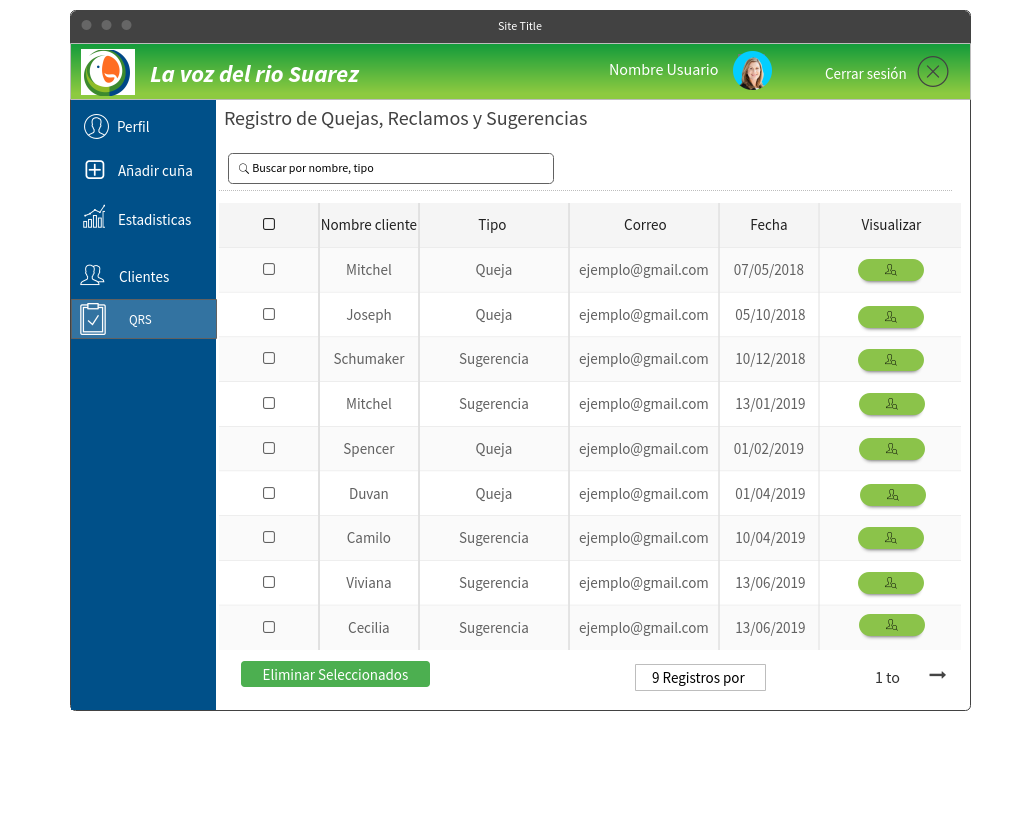 Site Title
La voz del rio Suarez
Nombre Usuario
Cerrar sesión
Perfil
Añadir cuña
Estadisticas
Clientes
QRS
Registro de Quejas, Reclamos y Sugerencias
Buscar por nombre, tipo
Nombre cliente Tipo Correo Fecha Visualizar
Mitchel Queja ejemplo@gmail.com 07/05/2018
Joseph Queja ejemplo@gmail.com 05/10/2018
Schumaker Sugerencia ejemplo@gmail.com 10/12/2018
Mitchel Sugerencia ejemplo@gmail.com 13/01/2019
Spencer Queja ejemplo@gmail.com 01/02/2019
Duvan Queja ejemplo@gmail.com 01/04/2019
Camilo Sugerencia ejemplo@gmail.com 10/04/2019
Viviana Sugerencia ejemplo@gmail.com 13/06/2019
Cecilia Sugerencia ejemplo@gmail.com 13/06/2019
Eliminar Seleccionados
9 Registros por
1 to